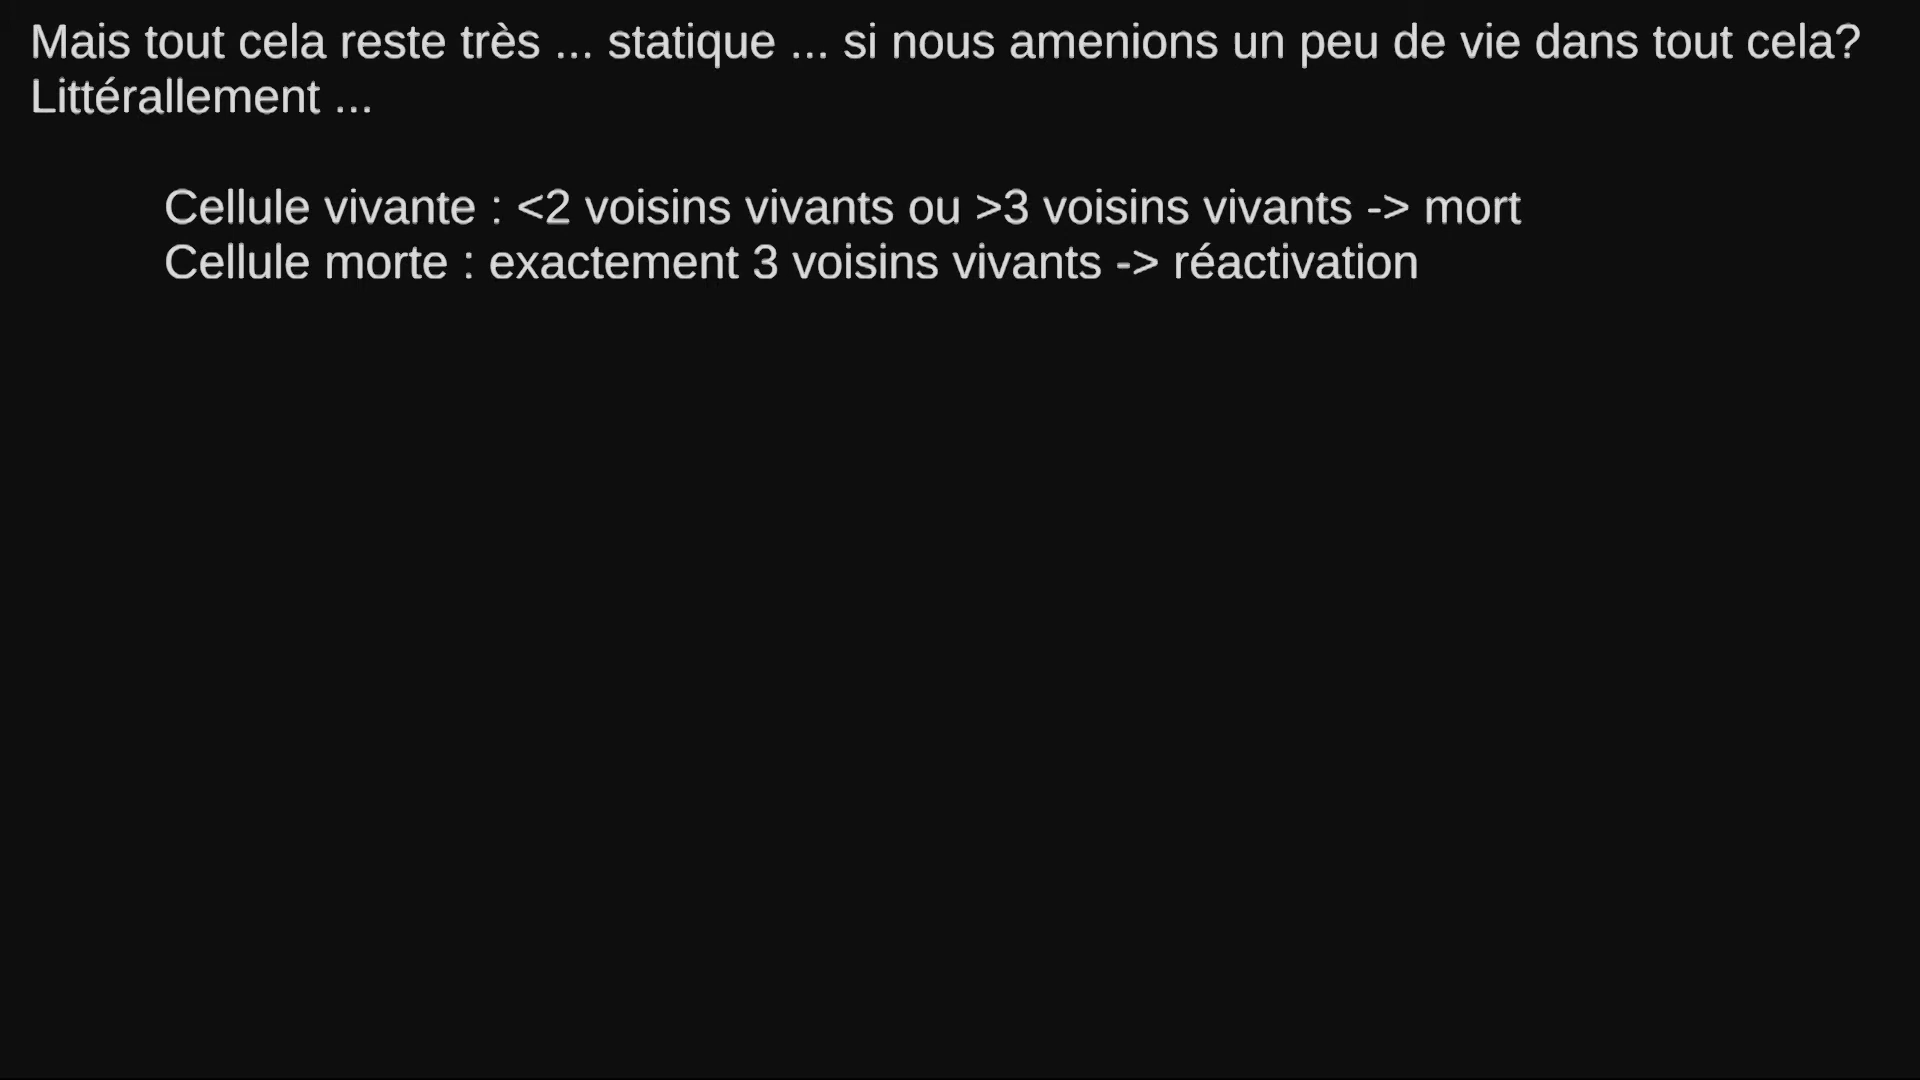 Mais tout cela reste très ... statique ... si nous amenions un peu de vie dans tout cela?
Littérallement ...
Cellule vivante : <2 voisins vivants ou >3 voisins vivants -> mort
Cellule morte : exactement 3 voisins vivants -> réactivation